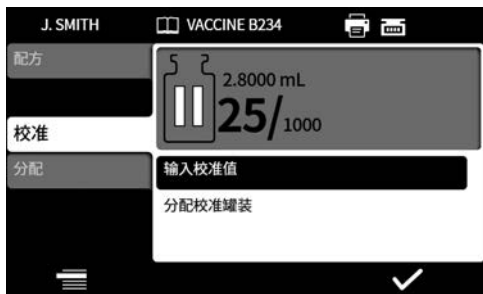 J. SMITH VACCINE B234
配方
2.8000 mL
25/1000
校准
分配
输入校准值
分配校准罐装